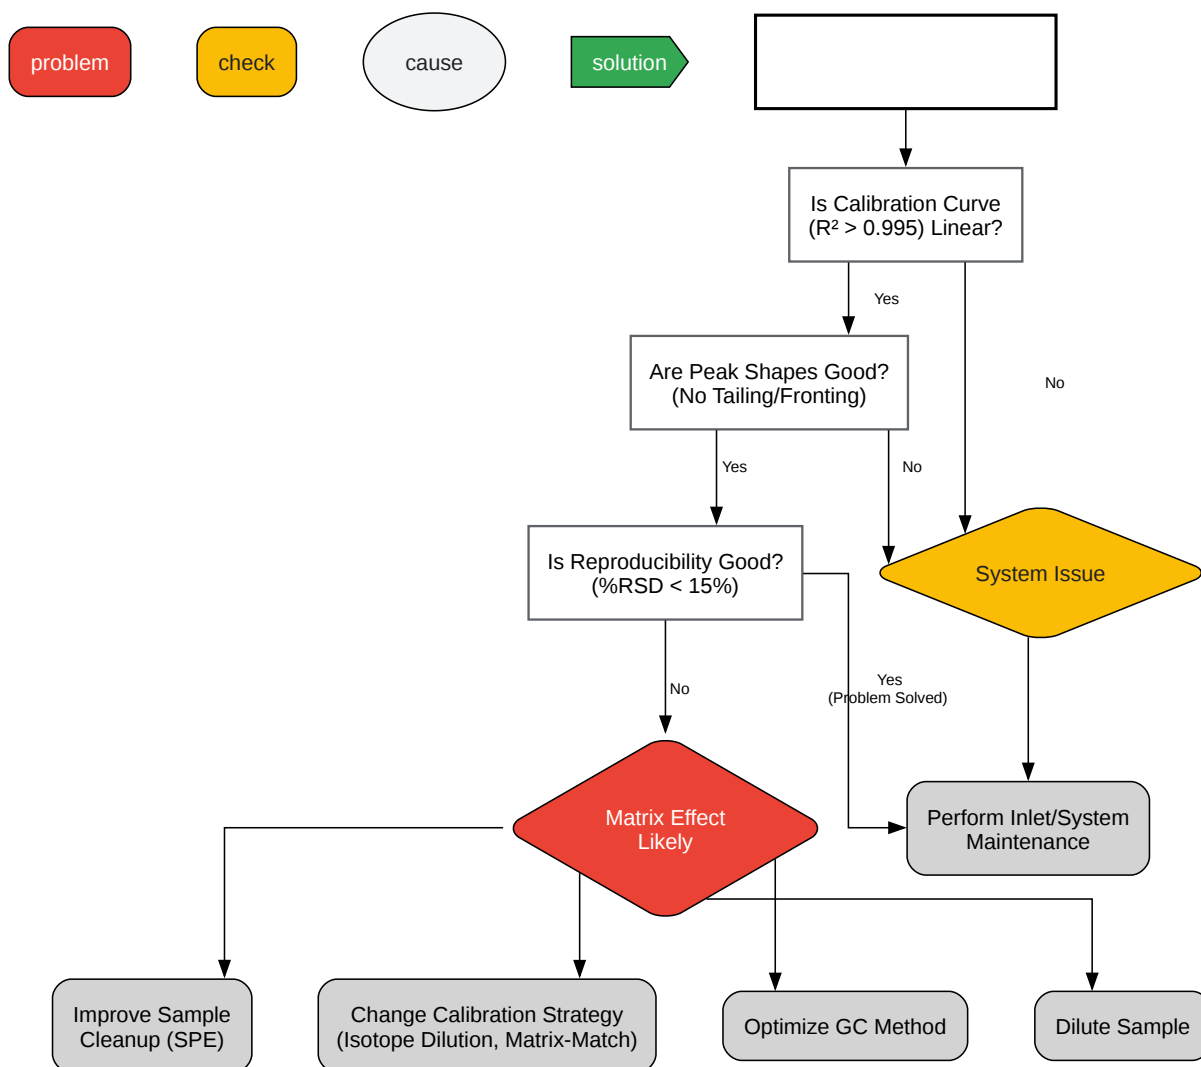 problem
check
cause
solution
Is Calibration Curve
(R² > 0.995) Linear?
Yes
No
Are Peak Shapes Good?
(No Tailing/Fronting)
Yes
No
Is Reproducibility Good?
(%RSD < 15%)
System Issue
No
Yes
(Problem Solved)
Matrix Effect
Likely
Perform Inlet/System
Maintenance
Improve Sample
Cleanup (SPE)
Change Calibration Strategy
(Isotope Dilution, Matrix-Match)
Optimize GC Method
Dilute Sample